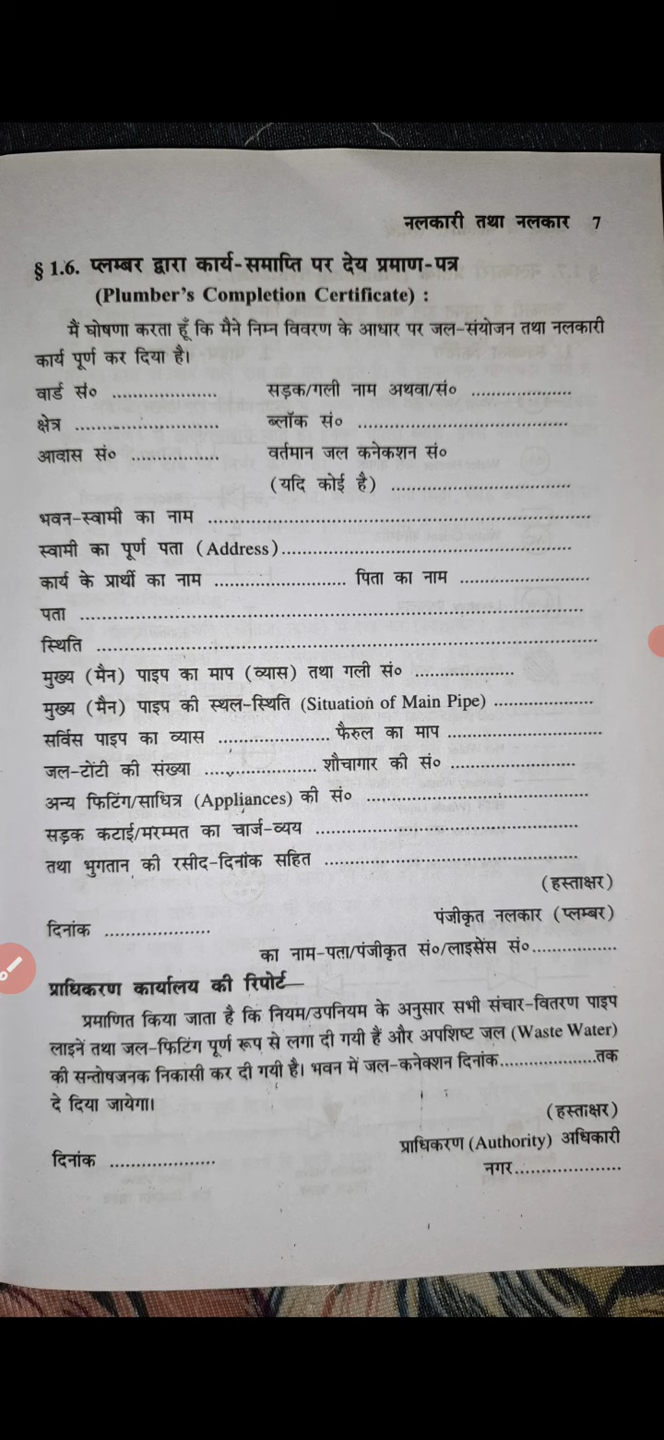 नलकारी तथा नलकार 7
§ 1.6. प्लम्बर द्वारा कार्य-समाप्ति पर देय प्रमाण-पत्र
(Plumber's Completion Certificate) :
मैं घोषणा करता हूँ कि मैने निम्न विवरण के आधार पर जल-संयोजन तथा नलकारी
कार्य पूर्ण कर दिया है।
वार्ड सं० .................... सड़क/गली नाम अथवा/सं० ...................
क्षेत्र ........................... ब्लॉक सं० ........................................
आवास सं० ................. वर्तमान जल कनेकशन सं०
(यदि कोई है) ..................................
भवन-स्वामी का नाम .........................................................................
स्वामी का पूर्ण पता (Address)........................................................
कार्य के प्रार्थी का नाम ......................... पिता का नाम .........................
पता ................................................................................................
स्थिति ................................................................................................
मुख्य (मैन) पाइप का माप (व्यास) तथा गली सं० ...................
मुख्य (मैन) पाइप की स्थल-स्थिति (Situation of Main Pipe) ...................
सर्विस पाइप का व्यास ..................... फैरुल का माप .............................
जल-टोंटी की संख्या ..................... शौचागार की सं० ........................
अन्य फिटिंग/साधित्र (Appliances) की सं० ..........................................
सड़क कटाई/मरम्मत का चार्ज-व्यय ..................................................
तथा भुगतान की रसीद-दिनांक सहित ................................................
(हस्ताक्षर)
दिनांक ....................
पंजीकृत नलकार (प्लम्बर)
का नाम-पता/पंजीकृत सं०/लाइसेंस सं०................
प्राधिकरण कार्यालय की रिपोर्ट—
प्रमाणित किया जाता है कि नियम/उपनियम के अनुसार सभी संचार-वितरण पाइप
लाइनें तथा जल-फिटिंग पूर्ण रूप से लगा दी गयी हैं और अपशिष्ट जल (Waste Water)
की सन्तोषजनक निकासी कर दी गयी है। भवन में जल-कनेक्शन दिनांक...................तक
दे दिया जायेगा।
(हस्ताक्षर)
प्राधिकरण (Authority) अधिकारी
दिनांक ....................
नगर....................